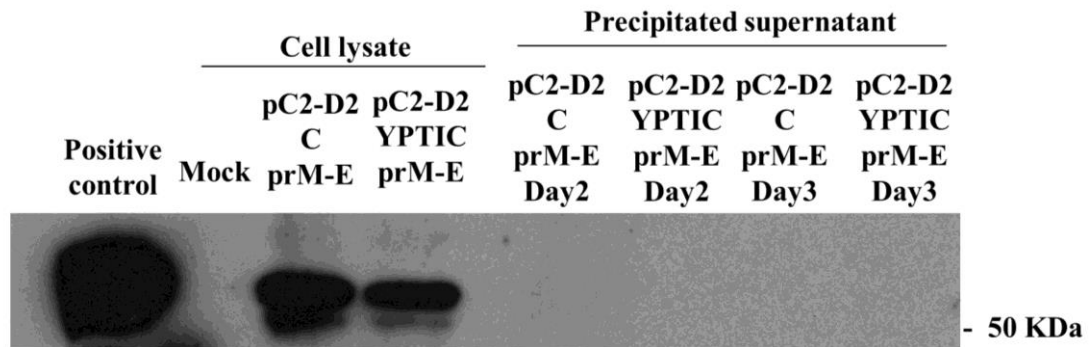 Precipitated supernatant
Cell lysate
Positive
control
Mock
pC2-D2
C
prM-E
pC2-D2
YPTIC
prM-E
pC2-D2
C
prM-E
Day2
pC2-D2
YPTIC
prM-E
Day2
pC2-D2
C
prM-E
Day3
pC2-D2
YPTIC
prM-E
Day3
- 50 KDa